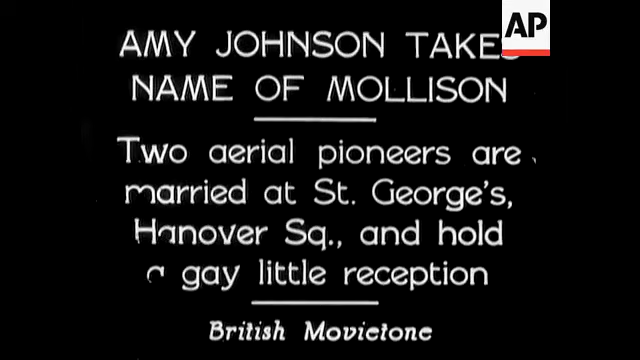 AP
AMY JOHNSON TAKES
NAME OF MOLLISON
Two aerial pioneers are
married at St. George's,
Hanover Sq., and hold
a gay little reception
British Movietone